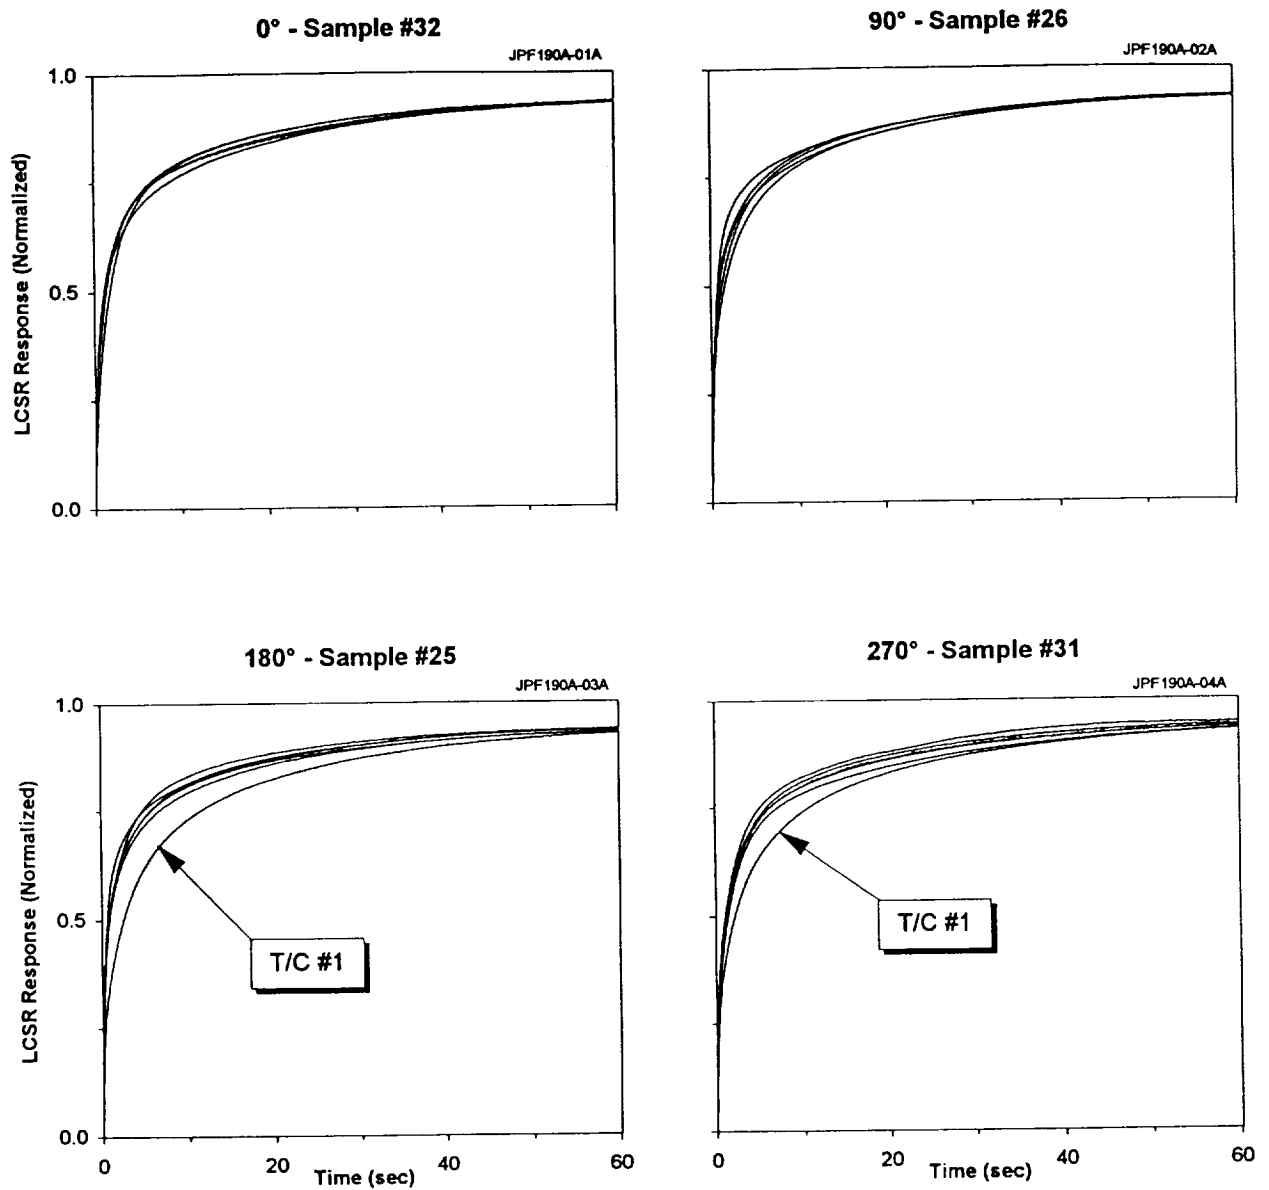 0° - Sample #32
JPF190A-01A
90° - Sample #26
JPF190A-02A
LCSR Response (Normalized)
1.0
0.5
0.0
180° - Sample #25
JPF190A-03A
270° - Sample #31
JPF190A-04A
LCSR Response (Normalized)
1.0
0.5
0.0
T/C #1
T/C #1
0
20
40
60
Time (sec)
0
20
40
60
Time (sec)